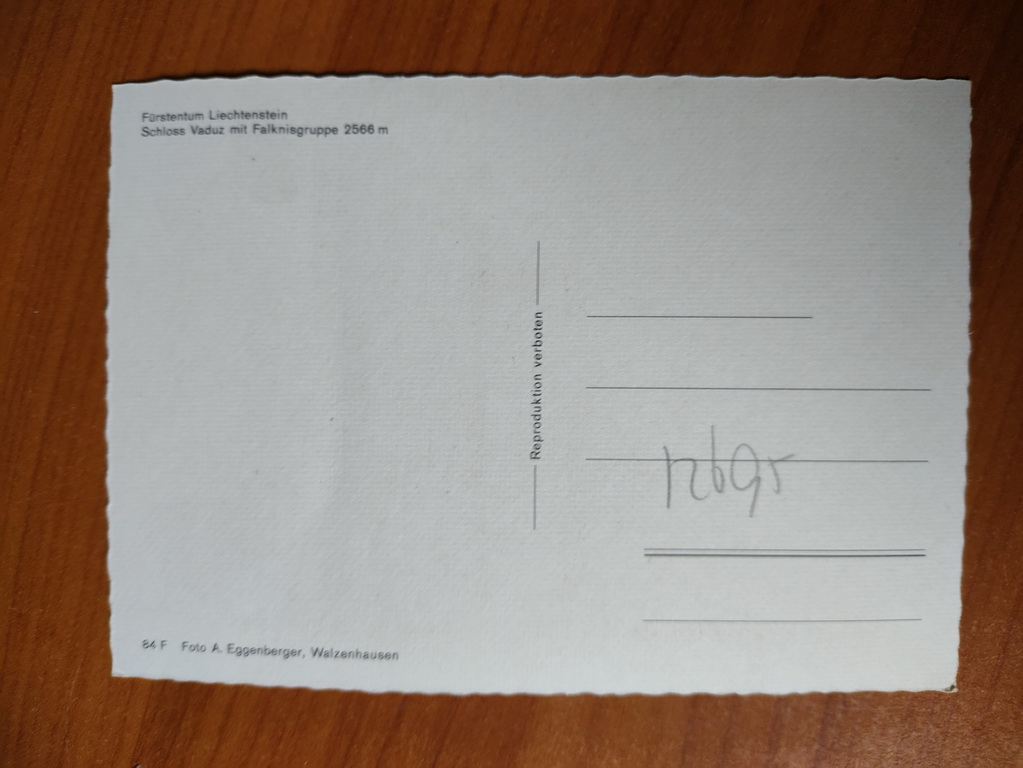 Fürstentum Liechtenstein
Schloss Vaduz mit Falknisgruppe 2566 m
Reproduktion verboten
12695
84 F Foto A. Eggenberger, Walzenhausen